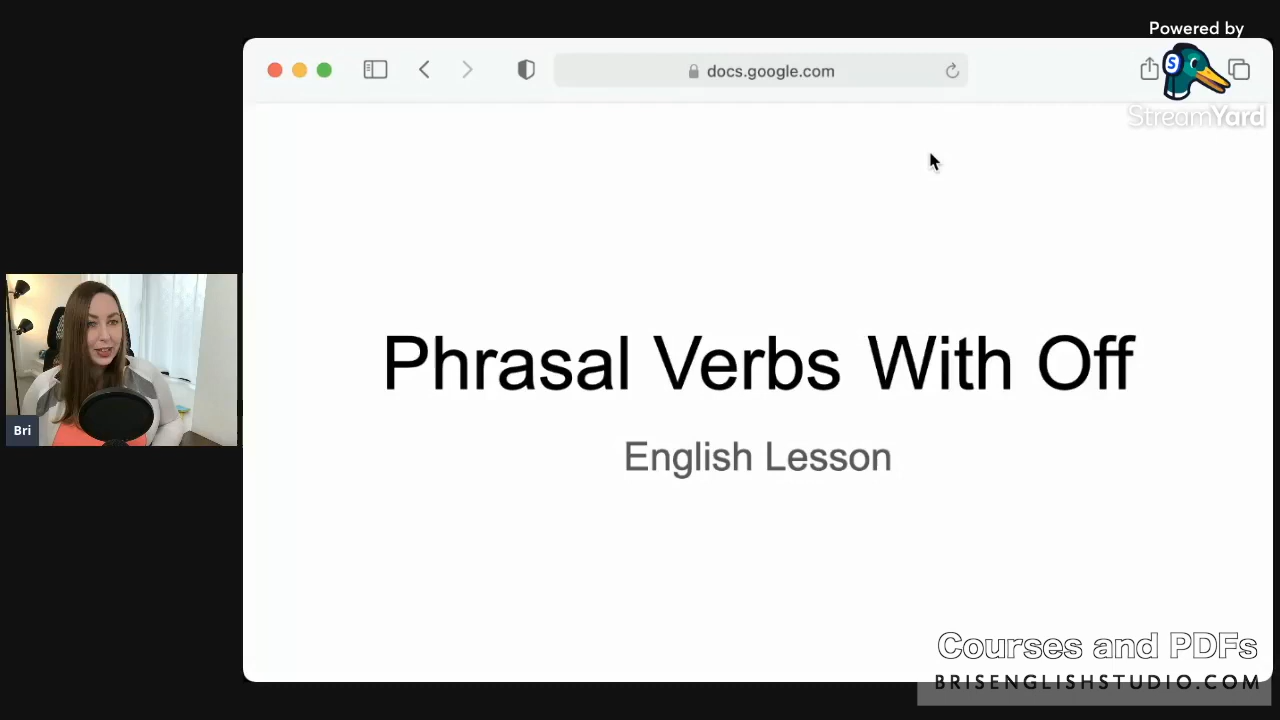 Powered by
docs.google.com
S
StreamYard
Phrasal Verbs With Off
English Lesson
Bri
Courses and PDFs
BRISENGLISHSTUDIO.COM